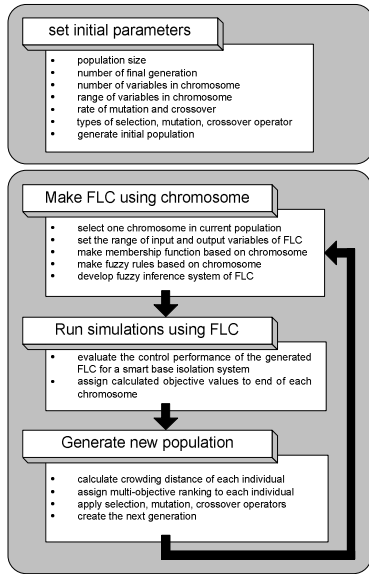 set initial parameters
• population size
• number of final generation
• number of variables in chromosome
• range of variables in chromosome
• rate of mutation and crossover
• types of selection, mutation, crossover operator
• generate initial population
Make FLC using chromosome
• select one chromosome in current population
• set the range of input and output variables of FLC
• make membership function based on chromosome
• make fuzzy rules based on chromosome
• develop fuzzy inference system of FLC
Run simulations using FLC
• evaluate the control performance of the generated
FLC for a smart base isolation system
• assign calculated objective values to end of each
chromosome
Generate new population
• calculate crowding distance of each individual
• assign multi-objective ranking to each individual
• apply selection, mutation, crossover operators
• create the next generation